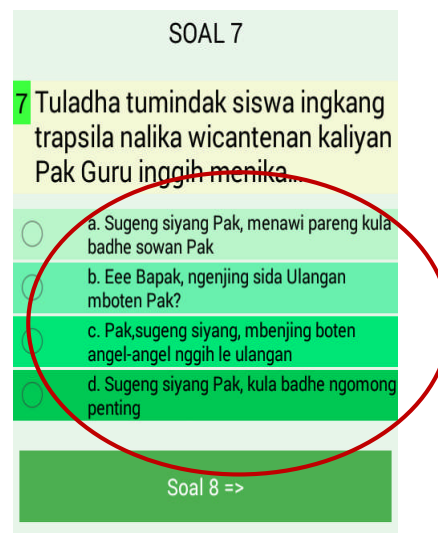 SOAL 7
7 Tuladha tumindak siswa ingkang
trapsila nalika wicantenan kaliyan
Pak Guru inggih menika...
a. Sugeng siyang Pak, menawi pareng kula
badhe sowan Pak
b. Eee Bapak, ngenjing sida Ulangan
mboten Pak?
c. Pak,sugeng siyang, mbenjing boten
angel-angel nggih le ulangan
d. Sugeng siyang Pak, kula badhe ngomong
penting
Soal 8 =>